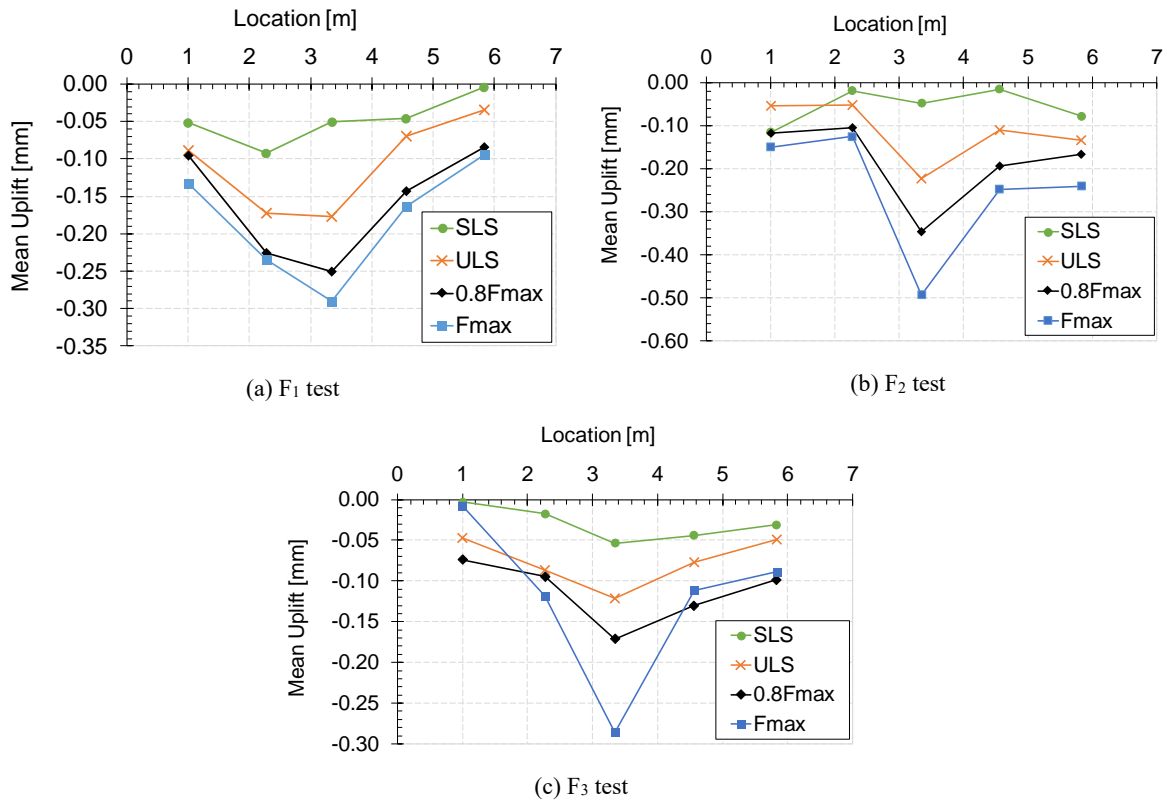 Location [m]
0 1 2 3 4 5 6 7
0.00
-0.05
-0.10
-0.15
-0.20
-0.25
-0.30
-0.35
Mean Uplift [mm]
SLS
ULS
0.8Fmax
Fmax
(a) F1 test
Location [m]
0 1 2 3 4 5 6 7
0.00
-0.10
-0.20
-0.30
-0.40
-0.50
-0.60
Mean Uplift [mm]
SLS
ULS
0.8Fmax
Fmax
(b) F2 test
Location [m]
0 1 2 3 4 5 6 7
0.00
-0.05
-0.10
-0.15
-0.20
-0.25
-0.30
Mean Uplift [mm]
SLS
ULS
0.8Fmax
Fmax
(c) F3 test